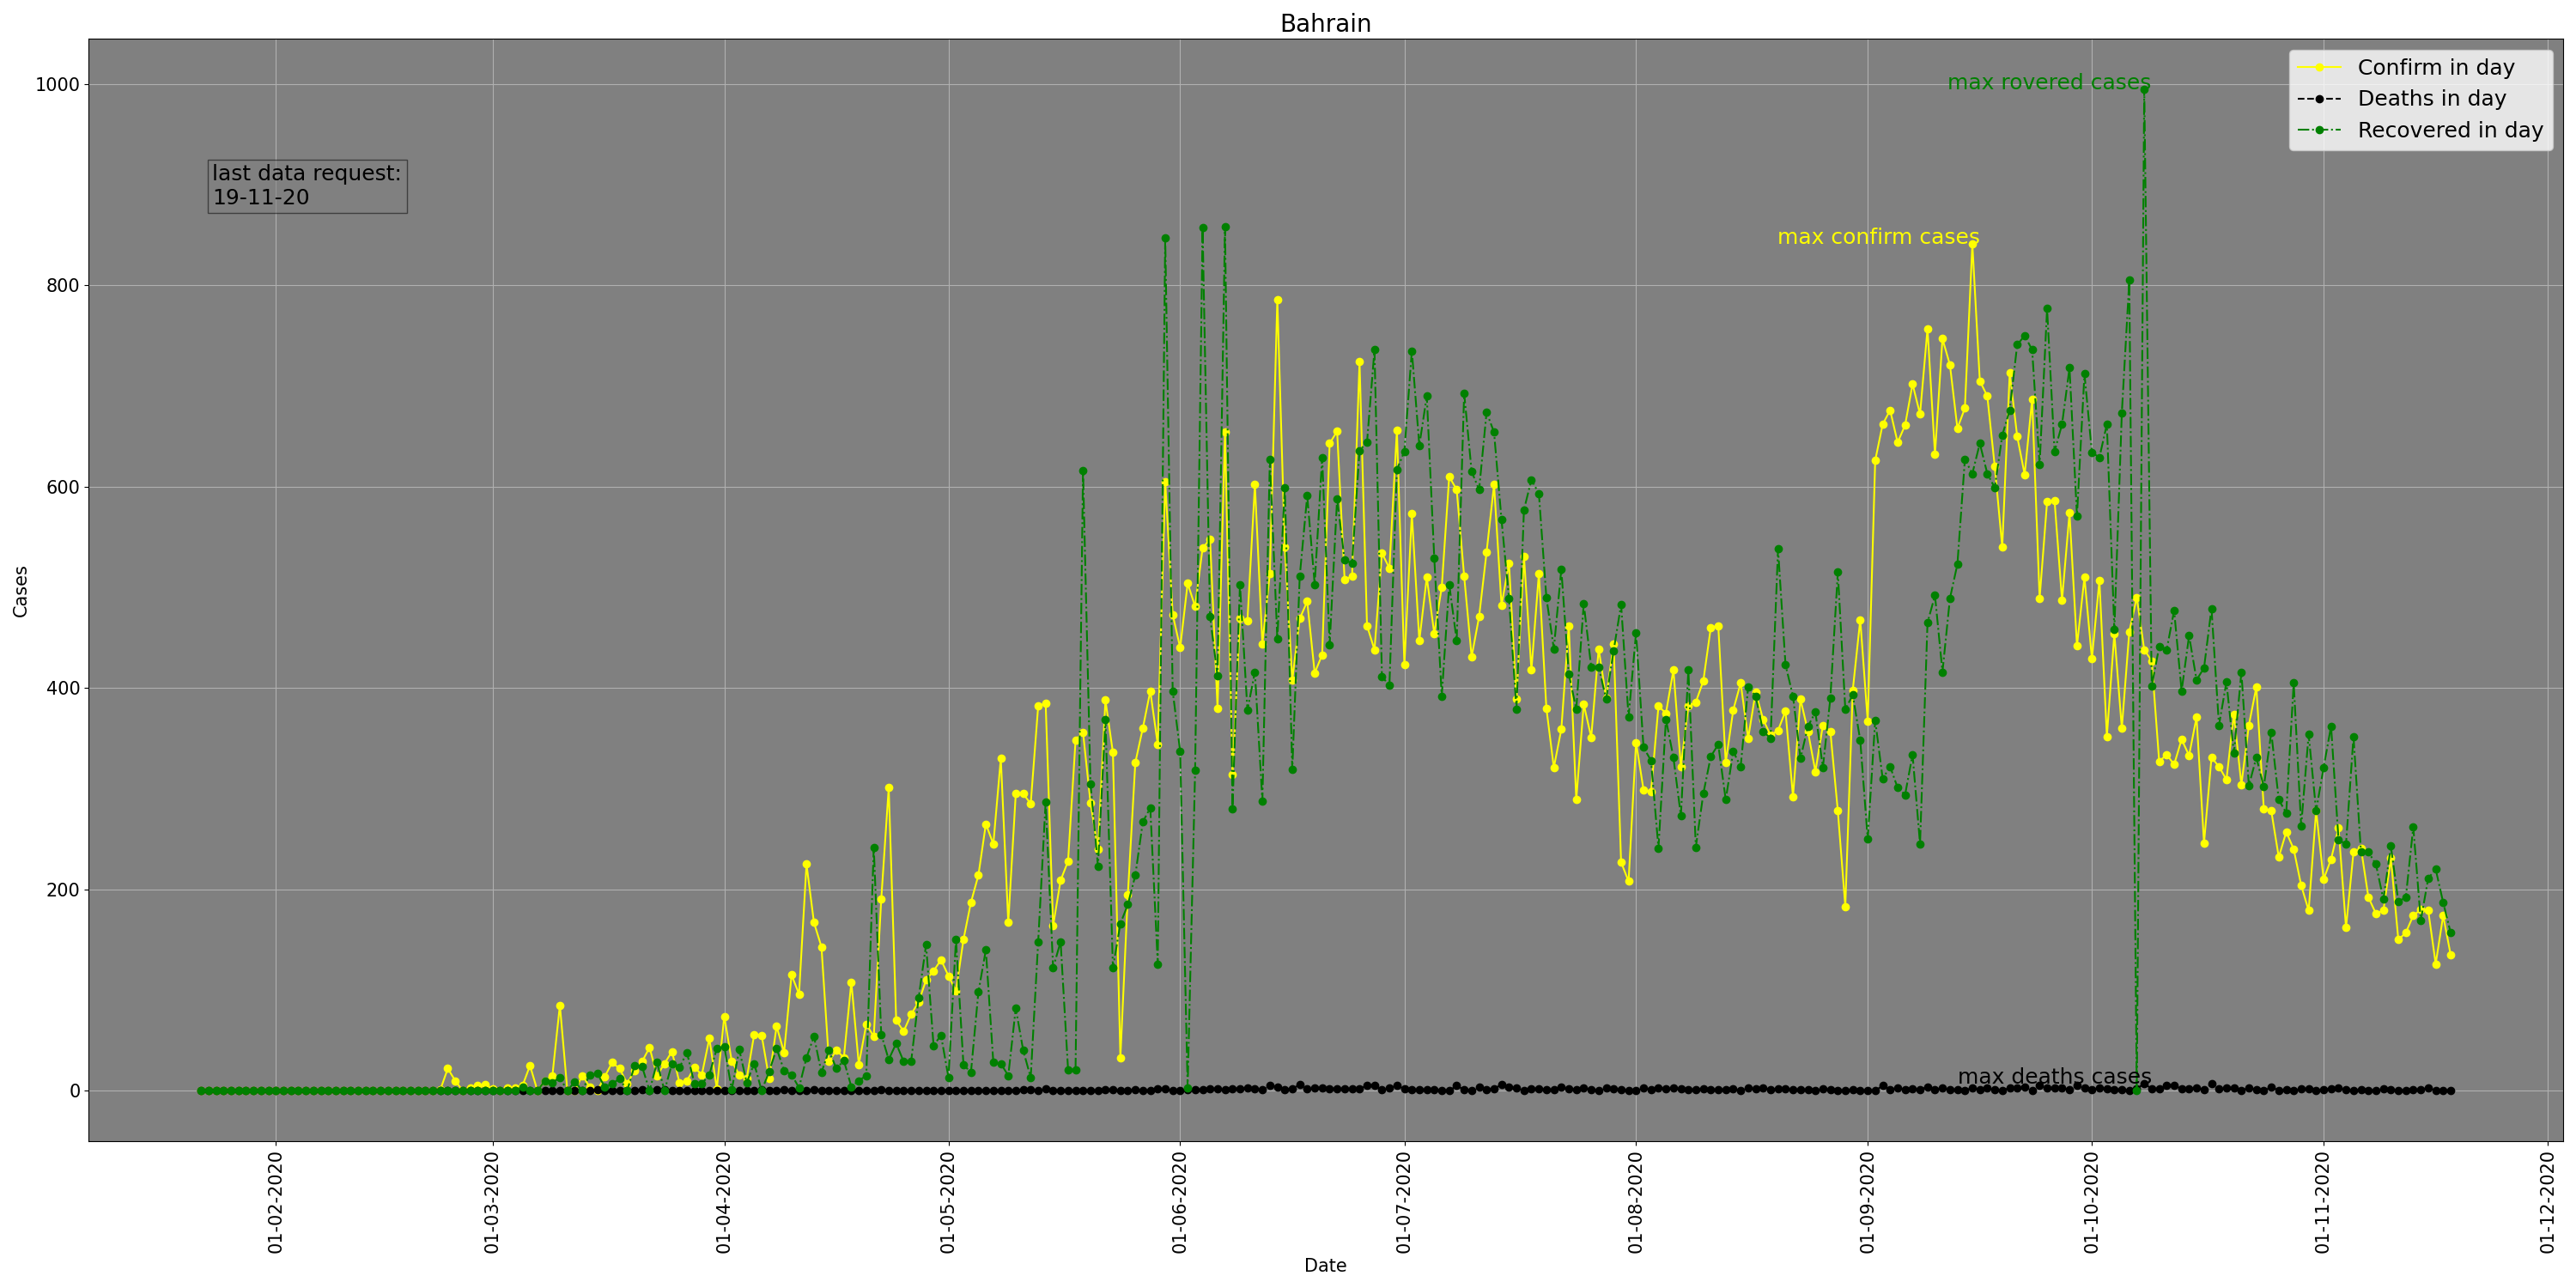 Bahrain
1000
800
600
400
200
0
Cases
last data request:
19-11-20
max rovered cases
max confirm cases
max deaths cases
Confirm in day
Deaths in day
Recovered in day
01-02-2020
01-03-2020
01-04-2020
01-05-2020
01-06-2020
01-07-2020
01-08-2020
01-09-2020
01-10-2020
01-11-2020
01-12-2020
Date